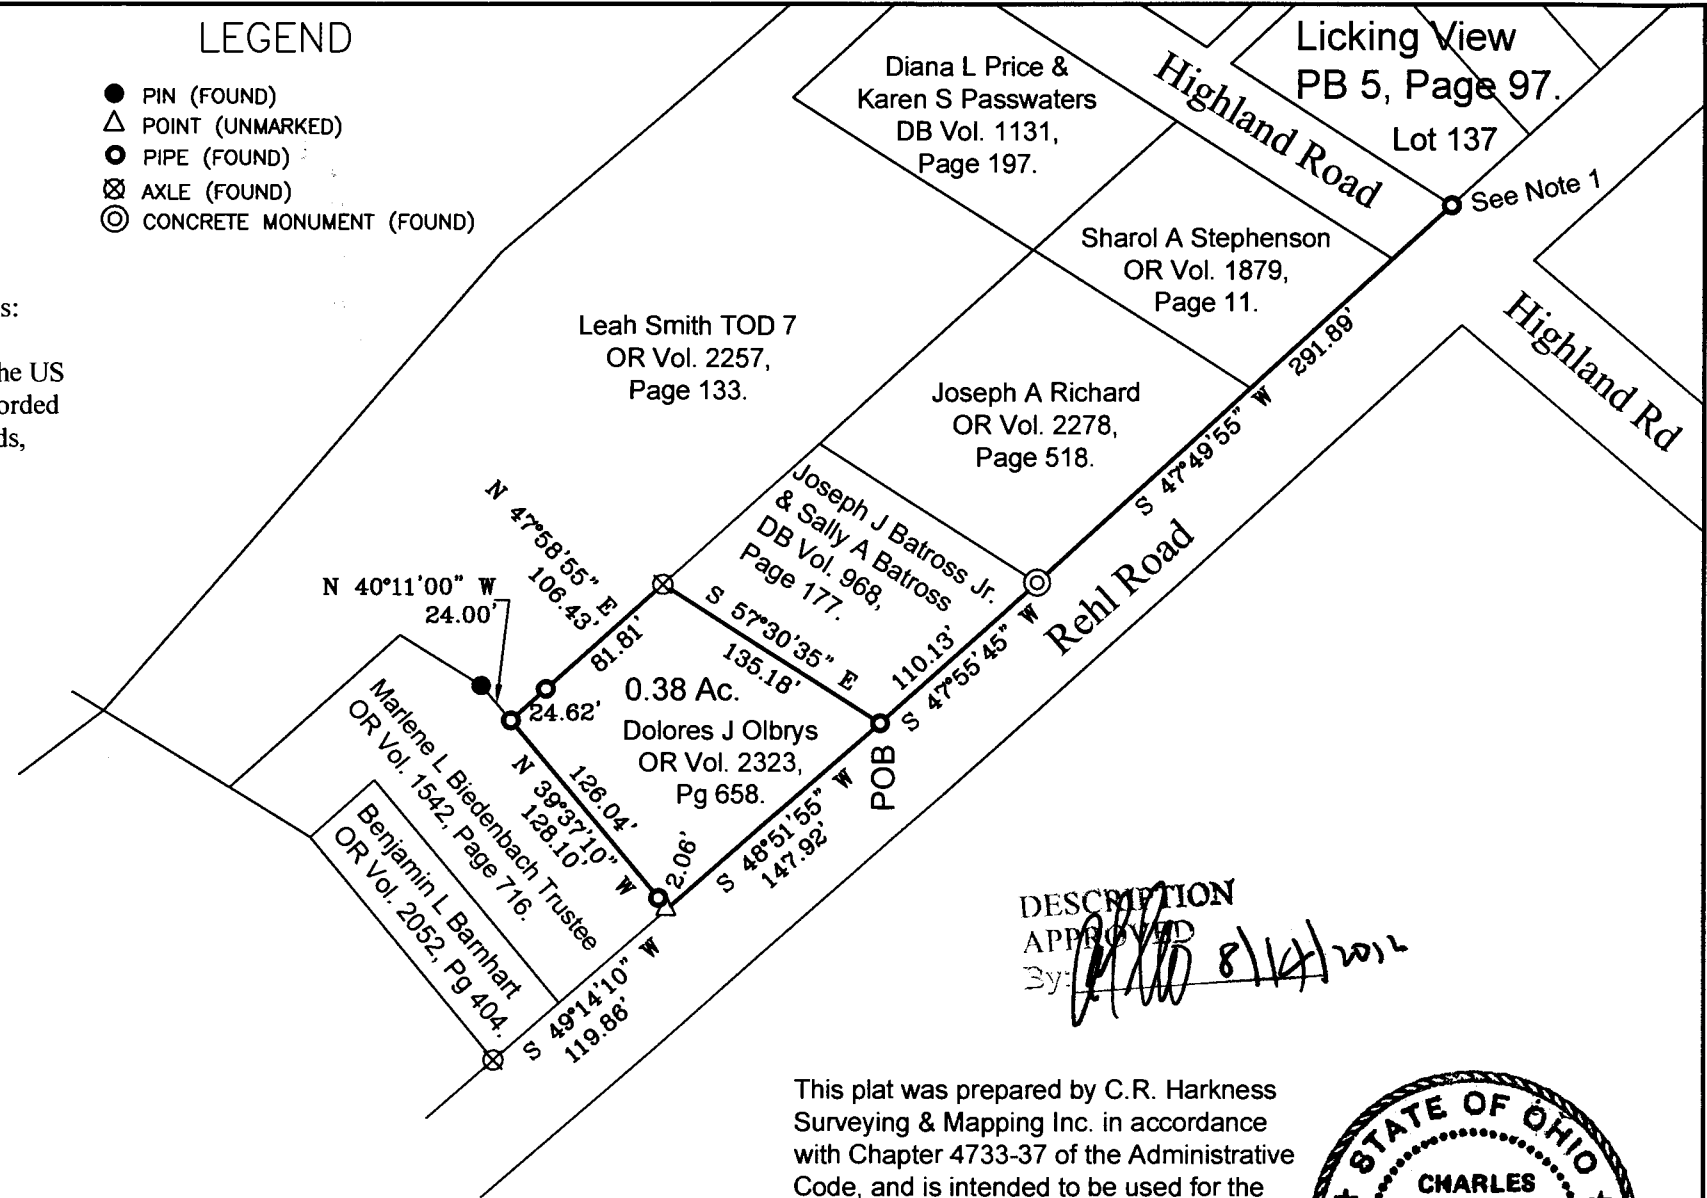 LEGEND
PIN (FOUND)
POINT (UNMARKED)
PIPE (FOUND)
AXLE (FOUND)
CONCRETE MONUMENT (FOUND)
s:
he US
orded
ds,
Diana L Price &
Karen S Passwaters
DB Vol. 1131,
Page 197.
Highland Road
Licking View
PB 5, Page 97.
Lot 137
See Note 1
Sharol A Stephenson
OR Vol. 1879,
Page 11.
Highland Rd
Leah Smith TOD 7
OR Vol. 2257,
Page 133.
Joseph A Richard
OR Vol. 2278,
Page 518.
S 47°49'55" W 291.89'
Joseph J Batross Jr.
& Sally A Batross
DB Vol. 968,
Page 177.
Rehl Road
N 47°58'55" E
106.43'
N 40°11'00" W
24.00'
81.81'
24.62'
S 57°30'35" E
135.18'
110.13'
S 47°55'45" W
0.38 Ac.
Dolores J Olbrys
OR Vol. 2323,
Pg 658.
POB
126.04'
N 39°37'10" W
128.10'
2.06'
S 48°51'55" W
147.92'
Marlene L Biedenbach Trustee
OR Vol. 1542, Page 716.
Benjamin L Barnhart
OR Vol. 2052, Pg 404.
S 49°14'10" W
119.86'
DESCRIPTION
APPROVED
By: 8/14/2012
This plat was prepared by C.R. Harkness
Surveying & Mapping Inc. in accordance
with Chapter 4733-37 of the Administrative
Code, and is intended to be used for the
STATE OF OHIO
CHARLES